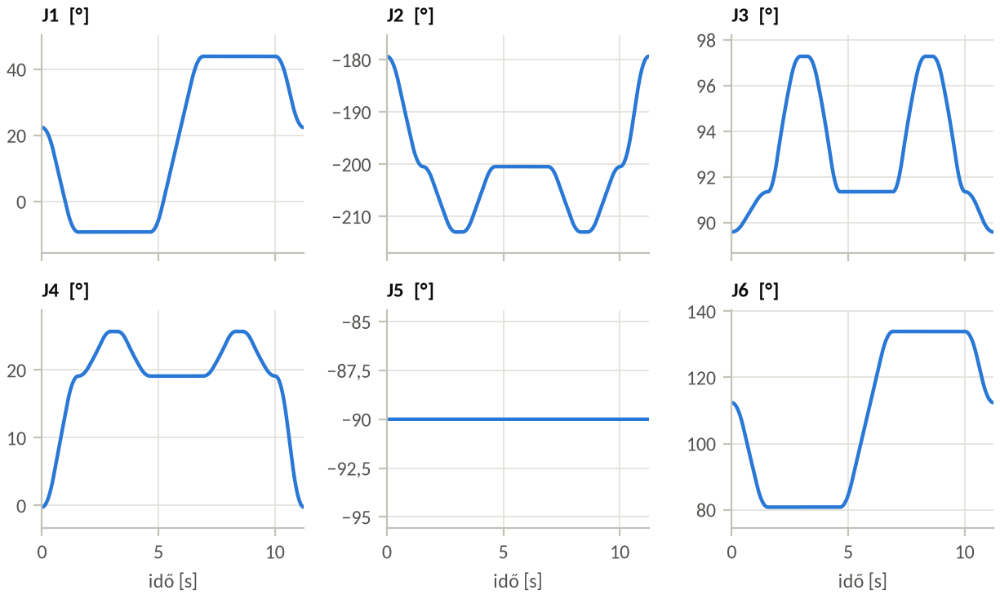 J1 [°] J2 [°] J3 [°]
40 20 0
−180 −190 −200 −210
98 96 94 92 90
J4 [°] J5 [°] J6 [°]
20 10 0
−85 −87,5 −90 −92,5 −95
140 120 100 80
0 5 10 0 5 10 0 5 10
idő [s] idő [s] idő [s]